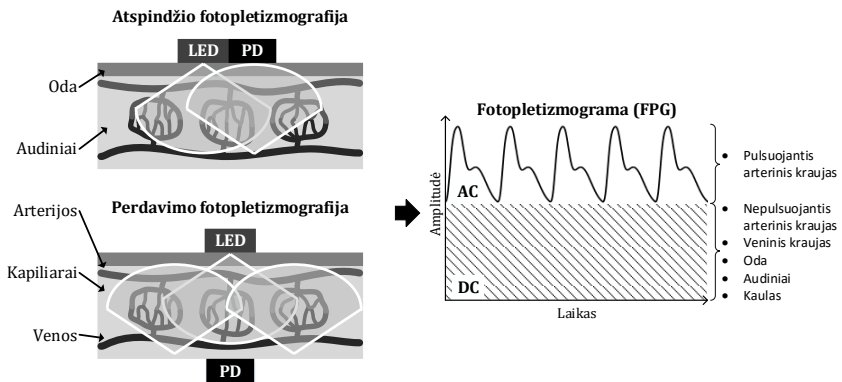 Atspindžio fotopletizmografija
LED PD
Oda
Audiniai
Perdavimo fotopletizmografija
Arterijos
LED
Kapiliarai
Venos
PD
Fotopletizmograma (FPG)
Amplitudė
AC
DC
Laikas
• Pulsuojantis
arterinis kraujas
• Nepulsuojantis
arterinis kraujas
• Veninis kraujas
• Oda
• Audiniai
• Kaulas